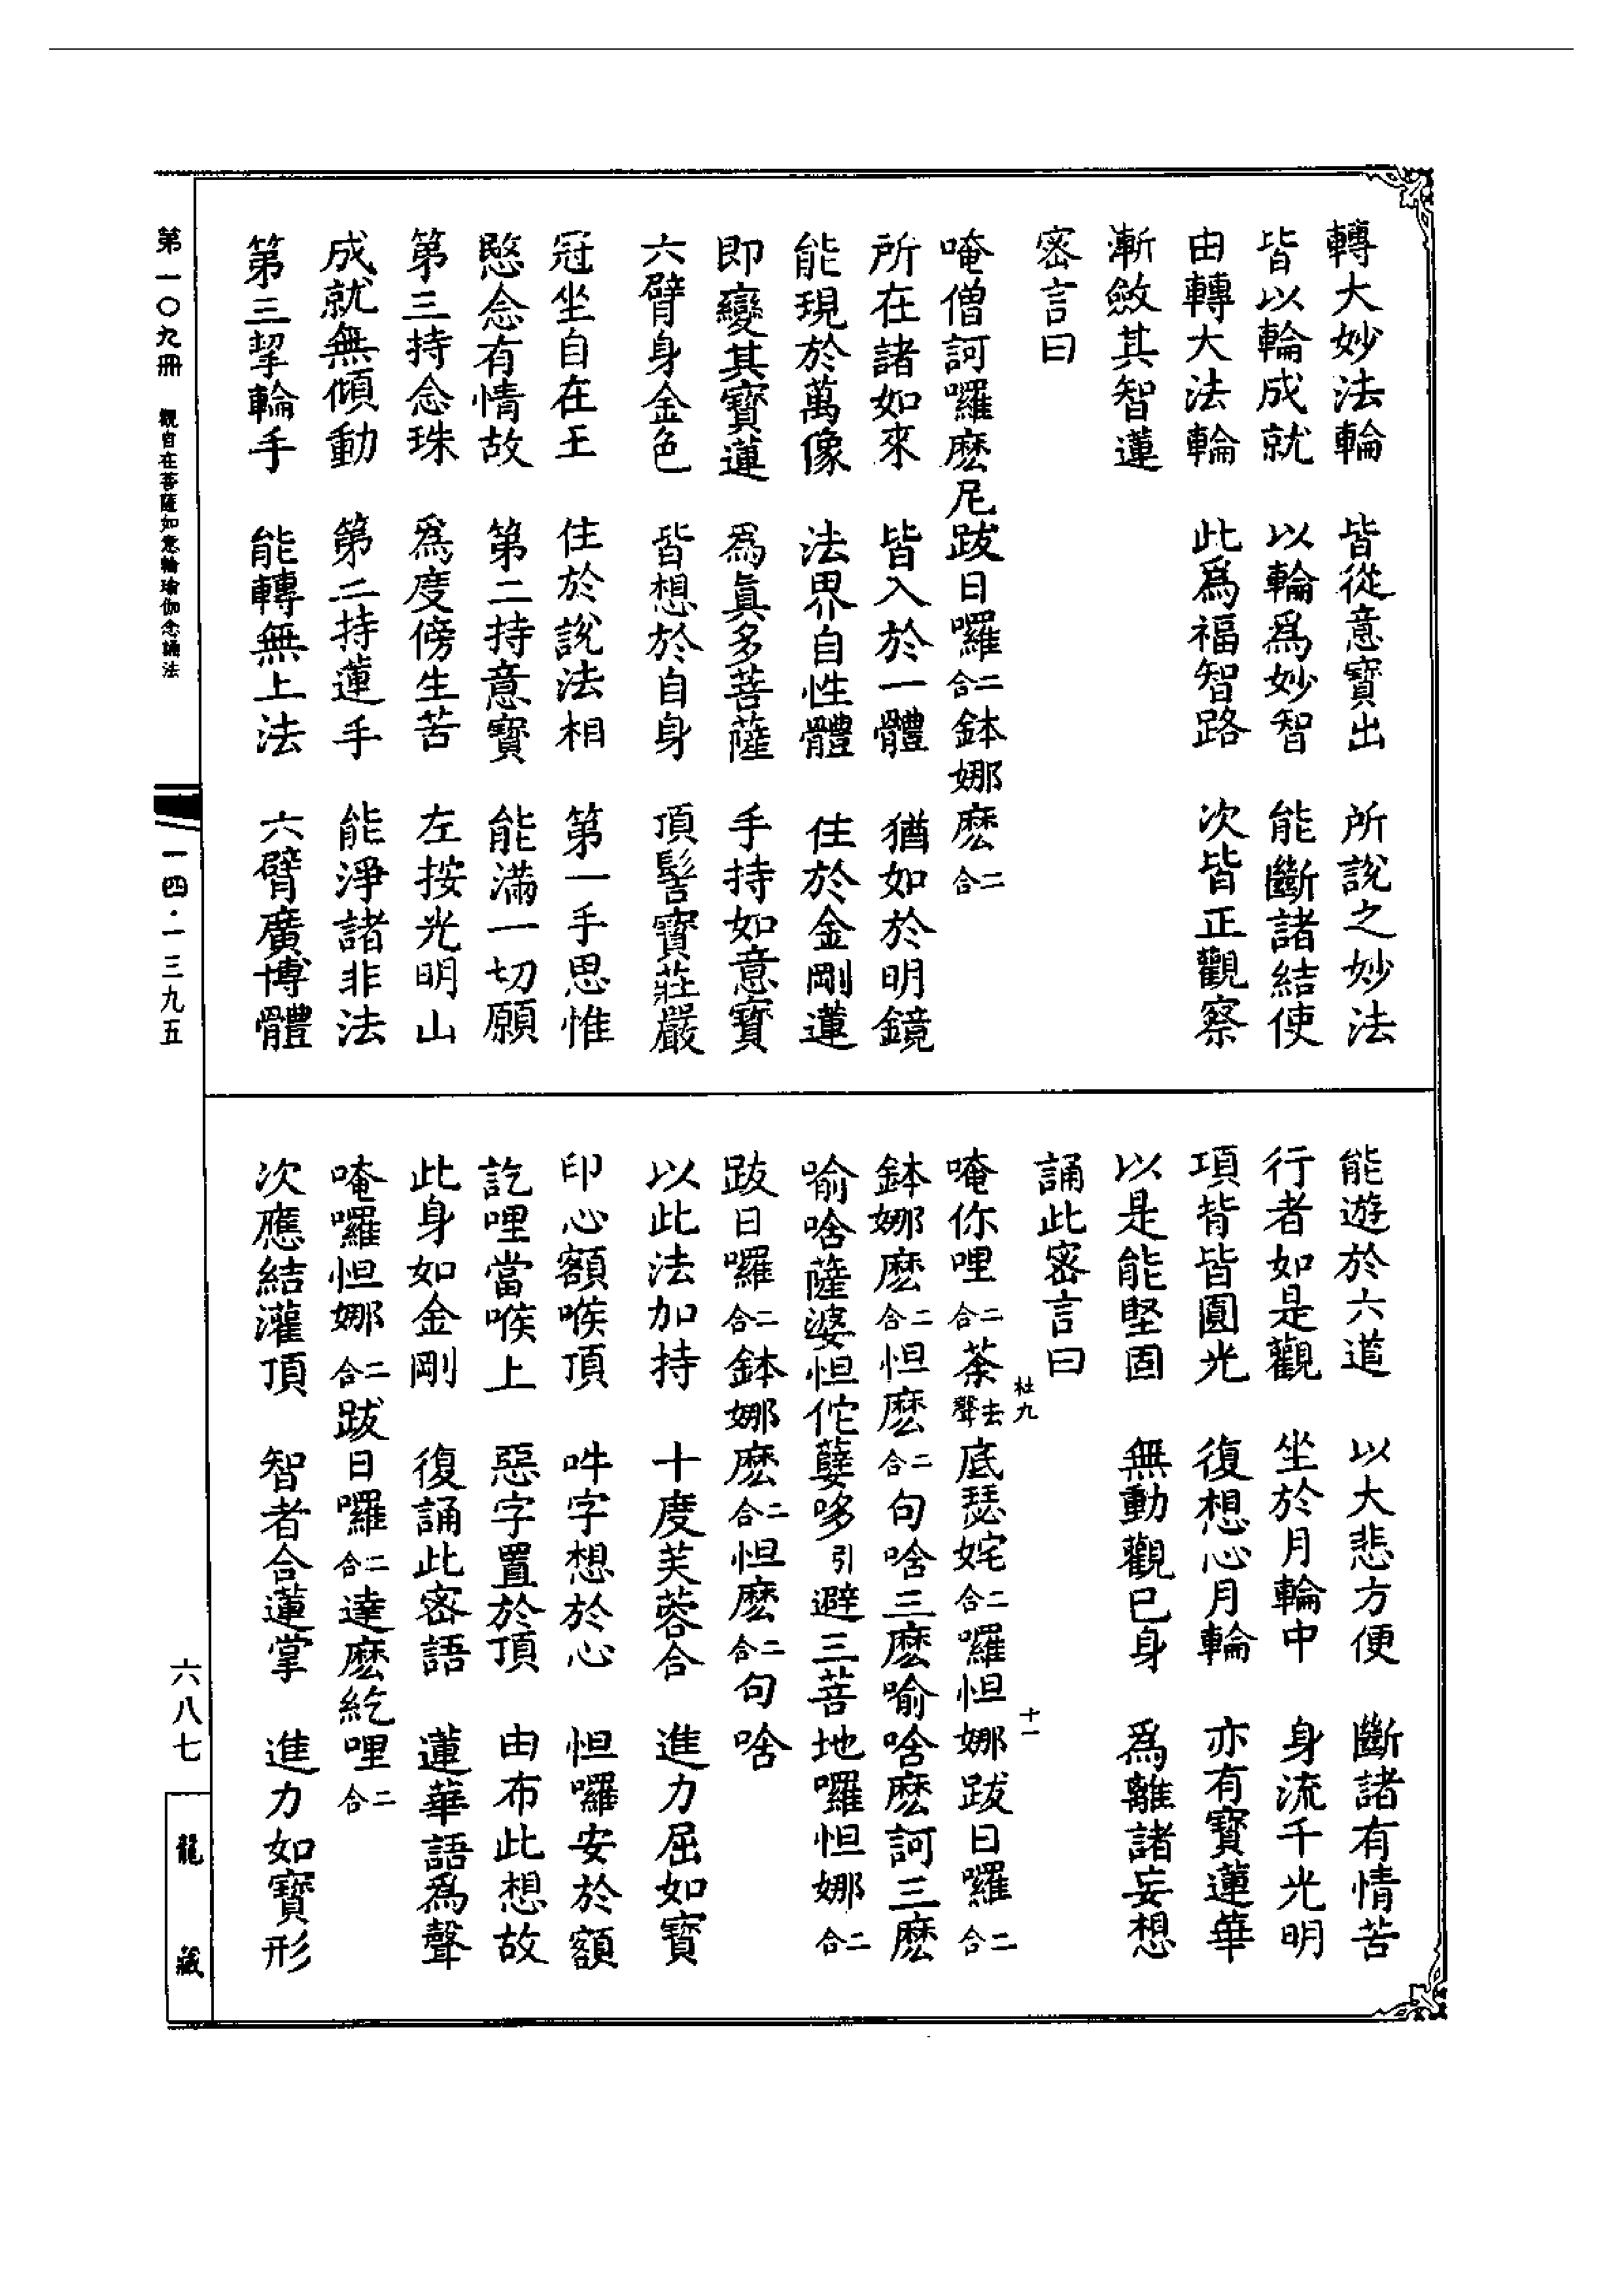 轉大妙法輪　皆從意寶出　所說之妙法
皆以輪成就　以輪爲妙智　能斷諸結使
由轉大法輪　此爲福智路　次皆正觀察
漸斂其智蓮
密言曰
唵僧訶囉麽尼跋日囉二合鉢娜麽二合
所在諸如來　皆入於一體　猶如於明鏡
能現於萬像　法界自性體　住於金剛蓮
即變其寶蓮　爲眞多菩薩　手持如意寶
六臂身金色　皆想於自身　頂髻寶莊嚴
冠坐自在王　住於說法相　第一手思惟
愍念有情故　第二持意寶　能滿一切願
第三持念珠　爲度傍生苦　左按光明山
成就無傾動　第二持蓮手　能淨諸非法
第三挈輪手　能轉無上法　六臂廣博體
能遊於六道　以大悲方便　斷諸有情苦
行者如是觀　坐於月輪中　身流千光明
項背皆圓光　復想心月輪　亦有寶蓮華
以是能堅固　無動觀已身　爲離諸妄想
誦此密言曰
杜九　十一
唵你哩二合荼去聲底瑟姹二合囉怛娜跋日囉二合
鉢娜麽二合怛麽二合句唅三麽喻唅麽訶三麽
喻唅薩婆怛佗蘖哆引避三菩地囉怛娜二合
跋日囉二合鉢娜麽二合怛麽二合句唅
以此法加持　十度芙蓉合　進力屈如寶
印心額喉頂　吽字想於心　怛囉安於額
訖哩當喉上　惡字置於頂　由布此想故
此身如金剛　復誦此密語　蓮華語爲聲
唵囉怛娜二合跋日囉二合達麽紇哩二合
次應結灌頂　智者合蓮掌　進力如寶形
第一〇九冊　觀自在菩薩如意輪瑜伽念誦法
一四·一三九五
六八七
龍藏